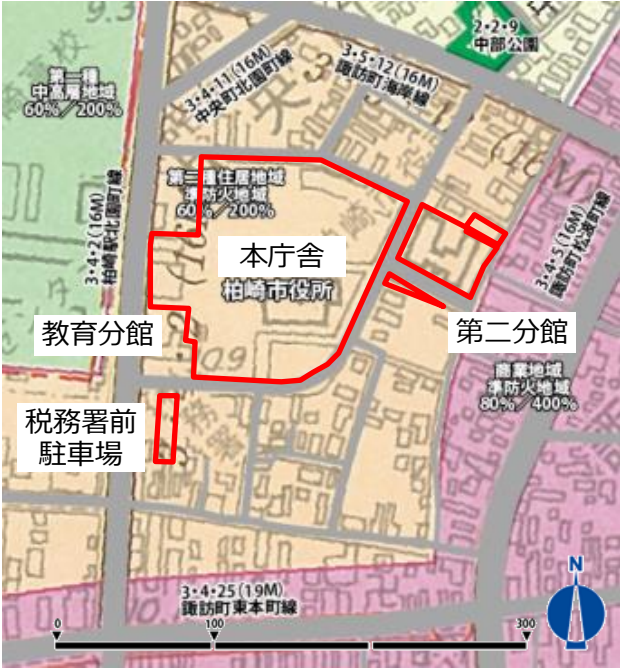 9.3
2・2・9
中部公園
3・5・12(16M)
諏訪町海岸線
3・4・11(16M)
中央町北園町線
第二種
中高層地域
60%／200%
第二種住居地域
準防火地域
60%／200%
(16M)
3・4・2(16M)
柏崎駅北園町線
3・4・5(16M)
諏訪町松波町線
本庁舎
柏崎市役所
教育分館
第二分館
商業地域
準防火地域
80%／400%
税務署前
駐車場
3・4・25(19M)
諏訪町東本町線
N
0
100
300